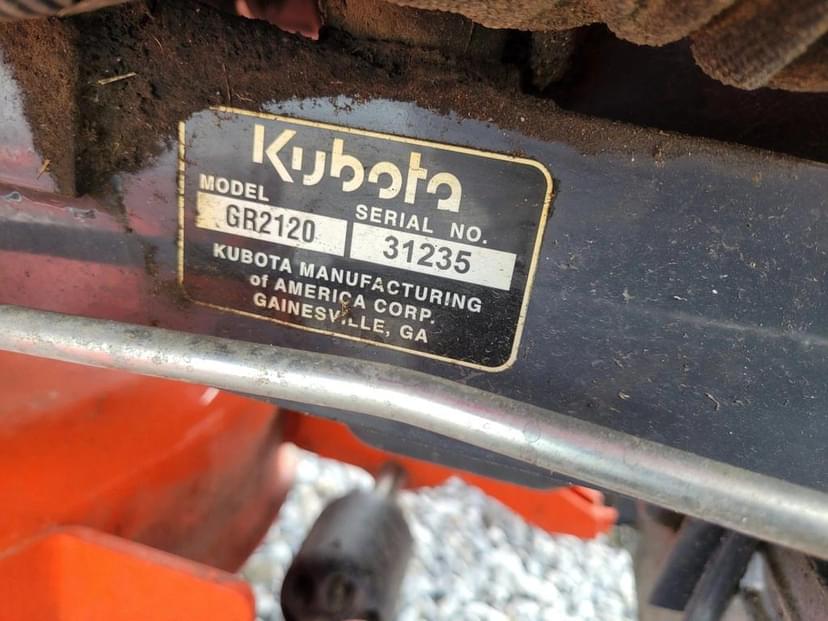 Kubota
MODEL
GR2120
SERIAL NO.
31235
KUBOTA MANUFACTURING
of AMERICA CORP.
GAINESVILLE, GA